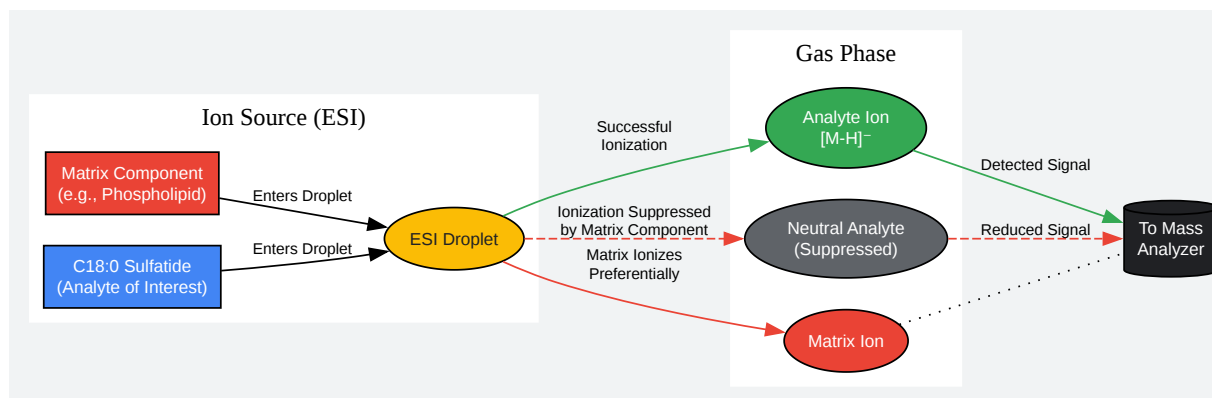 Gas Phase
Ion Source (ESI)
Matrix Component
(e.g., Phospholipid)
C18:0 Sulfatide
(Analyte of Interest)
Enters Droplet
Enters Droplet
ESI Droplet
Successful
Ionization
Ionization Suppressed
by Matrix Component
Matrix Ionizes
Preferentially
Analyte Ion
[M-H]⁻
Neutral Analyte
(Suppressed)
Matrix Ion
Detected Signal
Reduced Signal
To Mass
Analyzer